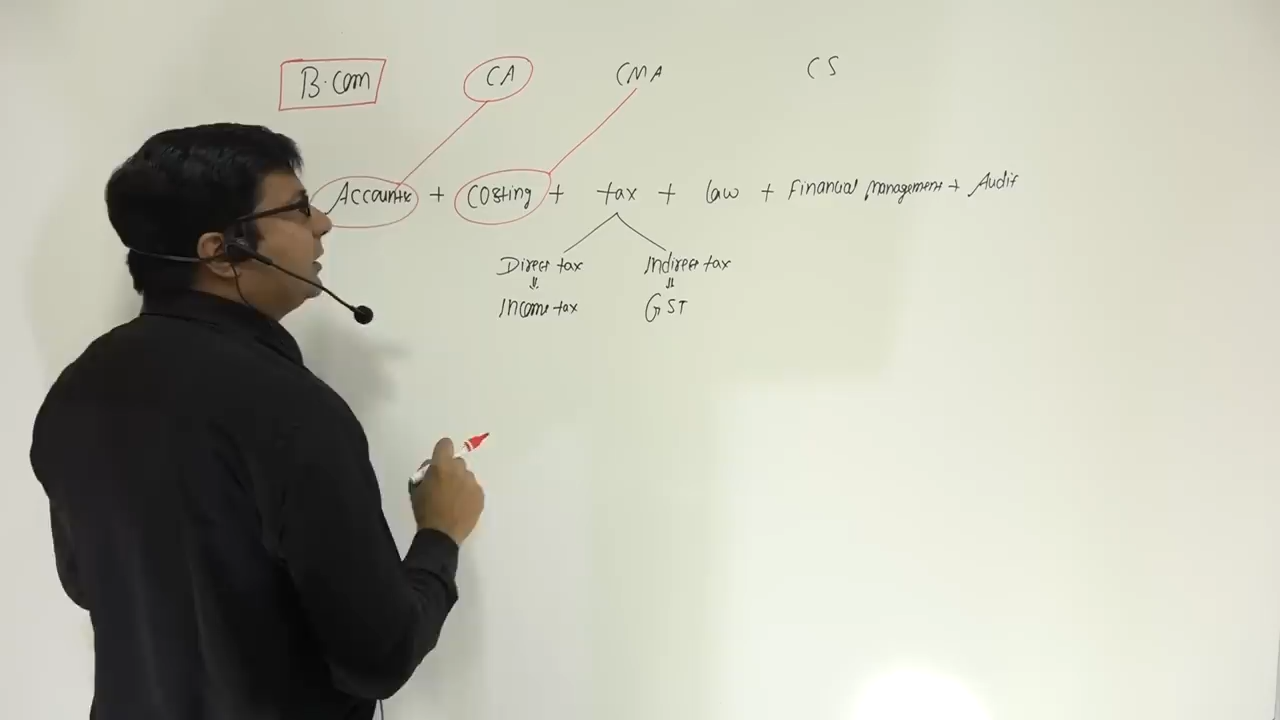 B.Com CA CMA CS
Accounts + Costing + tax + law + Financial management + Audit
Direct tax Indirect tax
Income tax GST